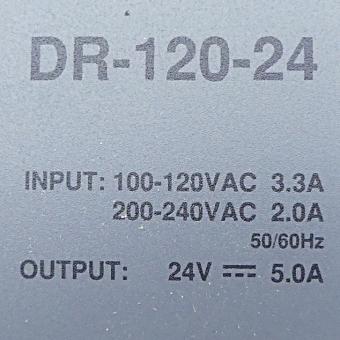 DR-120-24
INPUT: 100-120VAC 3.3A
200-240VAC 2.0A
50/60Hz
OUTPUT: 24V ⎓ 5.0A